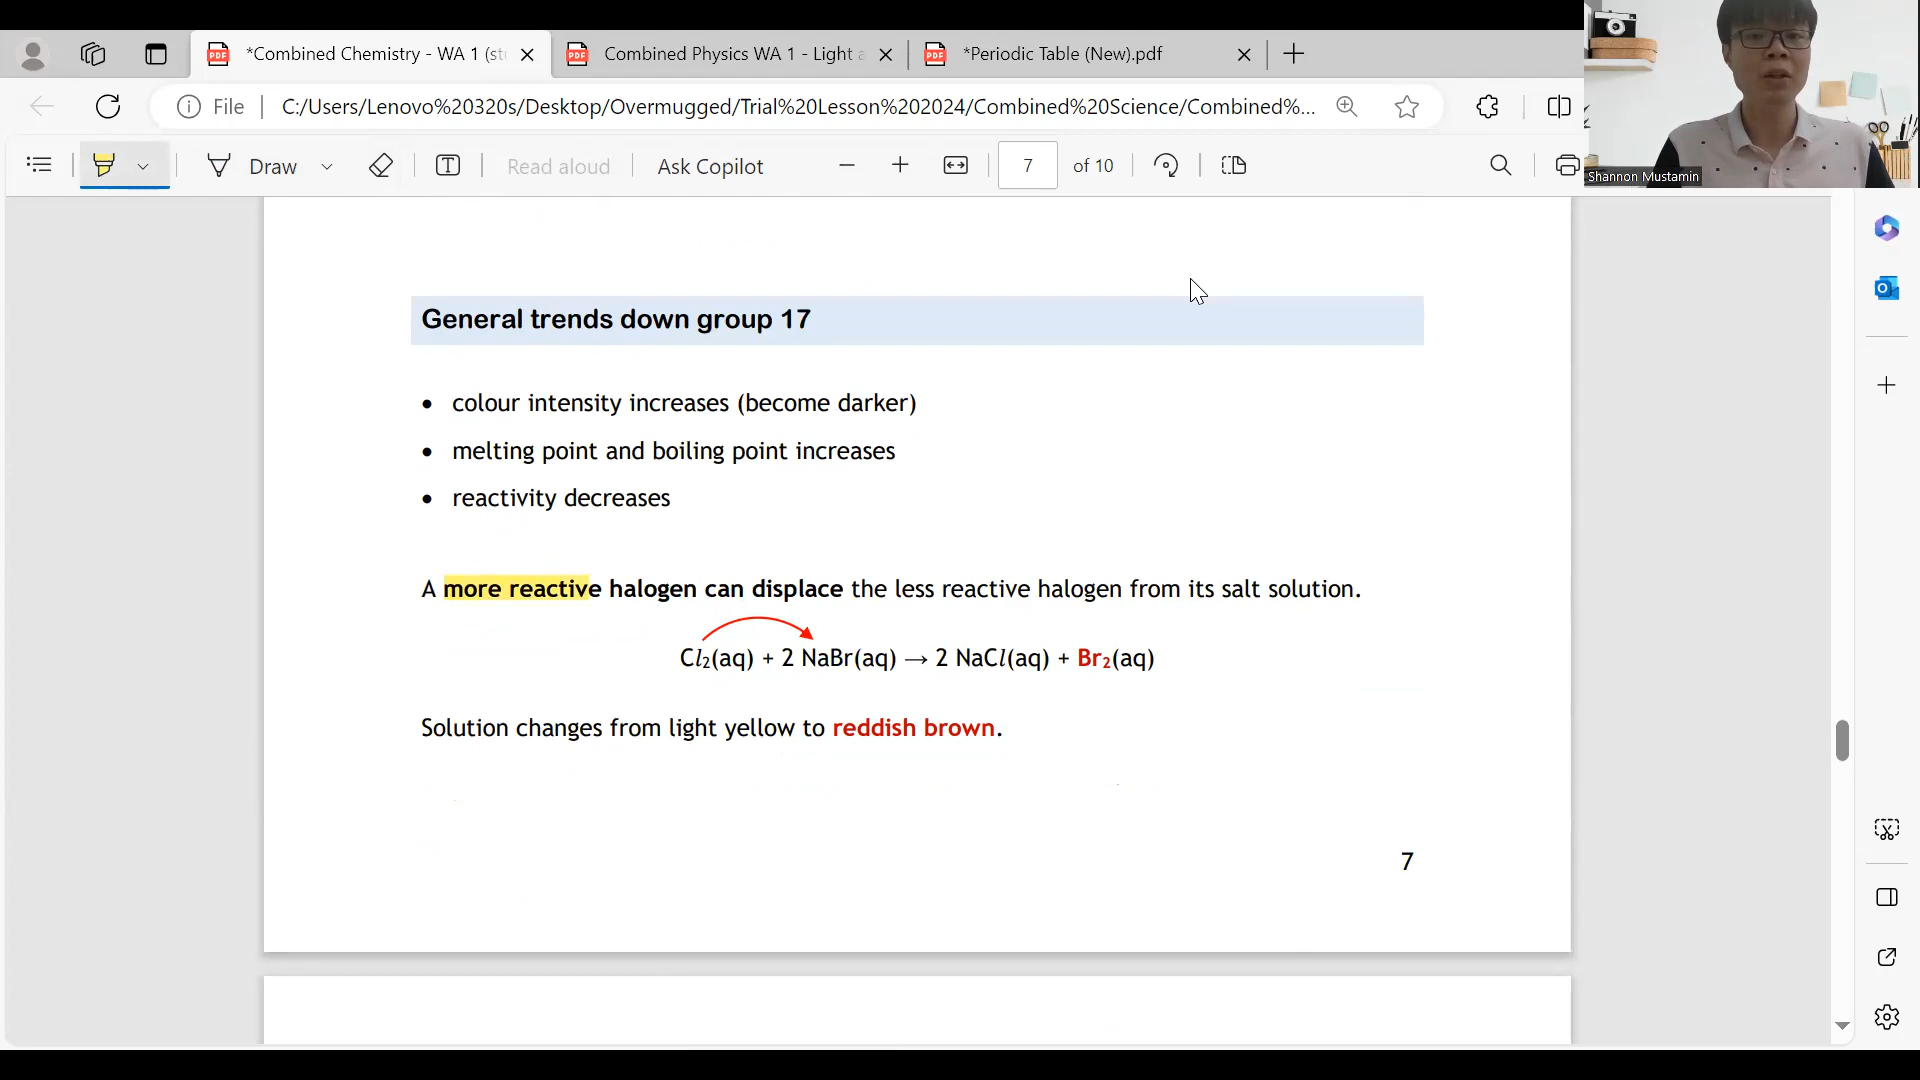 *Combined Chemistry - WA 1 (st
Combined Physics WA 1 - Light a
*Periodic Table (New).pdf
File
C:/Users/Lenovo%20320s/Desktop/Overmugged/Trial%20Lesson%202024/Combined%20Science/Combined%...
Draw
Read aloud
Ask Copilot
7
of 10
Shannon Mustamin
General trends down group 17
• colour intensity increases (become darker)
• melting point and boiling point increases
• reactivity decreases
A more reactive halogen can displace the less reactive halogen from its salt solution.
Cl₂(aq) + 2 NaBr(aq) → 2 NaCl(aq) + Br₂(aq)
Solution changes from light yellow to reddish brown.
7